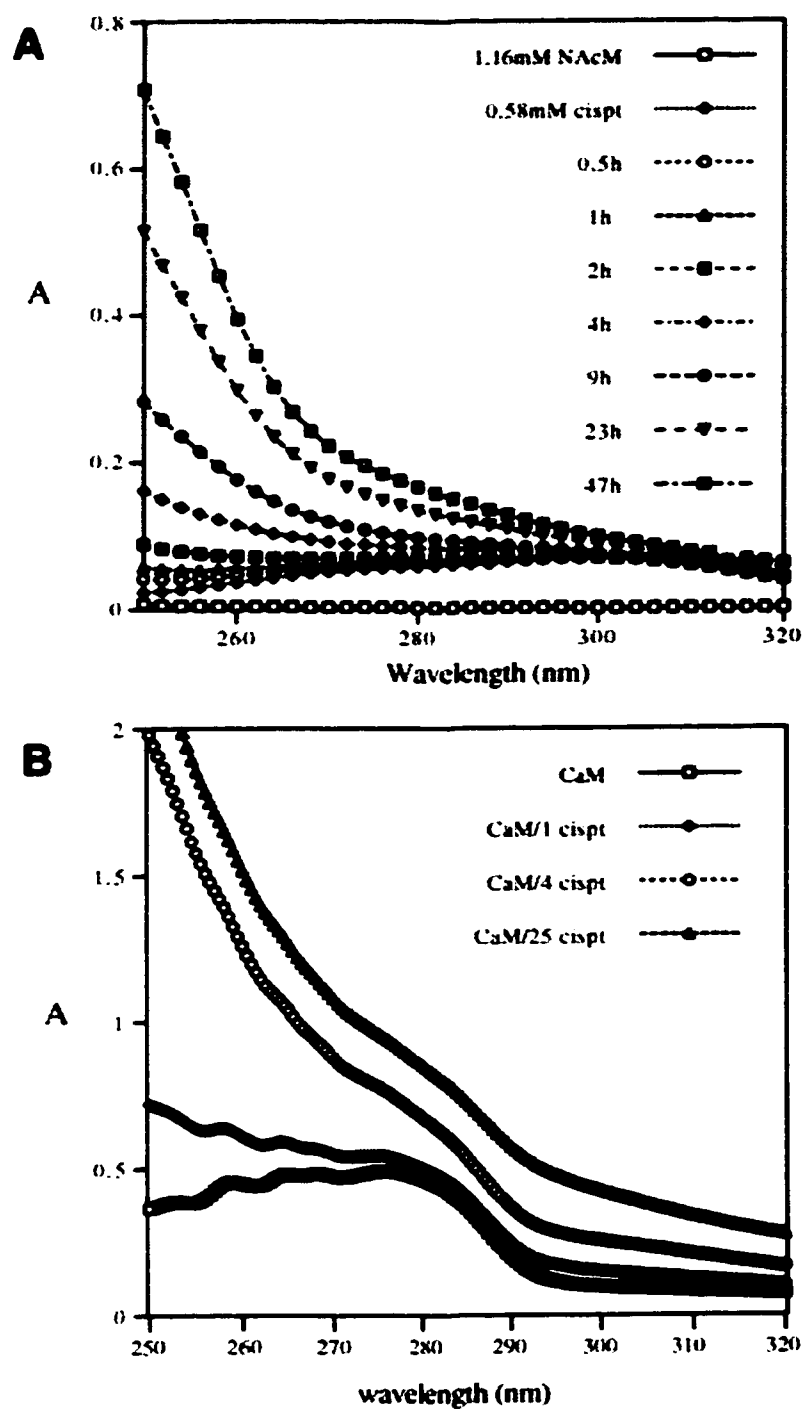 A
0.8
0.6
0.4
0.2
0
A
1.16mM NAcM
0.58mM cispt
0.5h
1h
2h
4h
9h
23h
47h
260
280
300
320
Wavelength (nm)
B
2
1.5
1
0.5
0
A
CaM
CaM/1 cispt
CaM/4 cispt
CaM/25 cispt
250
260
270
280
290
300
310
320
wavelength (nm)